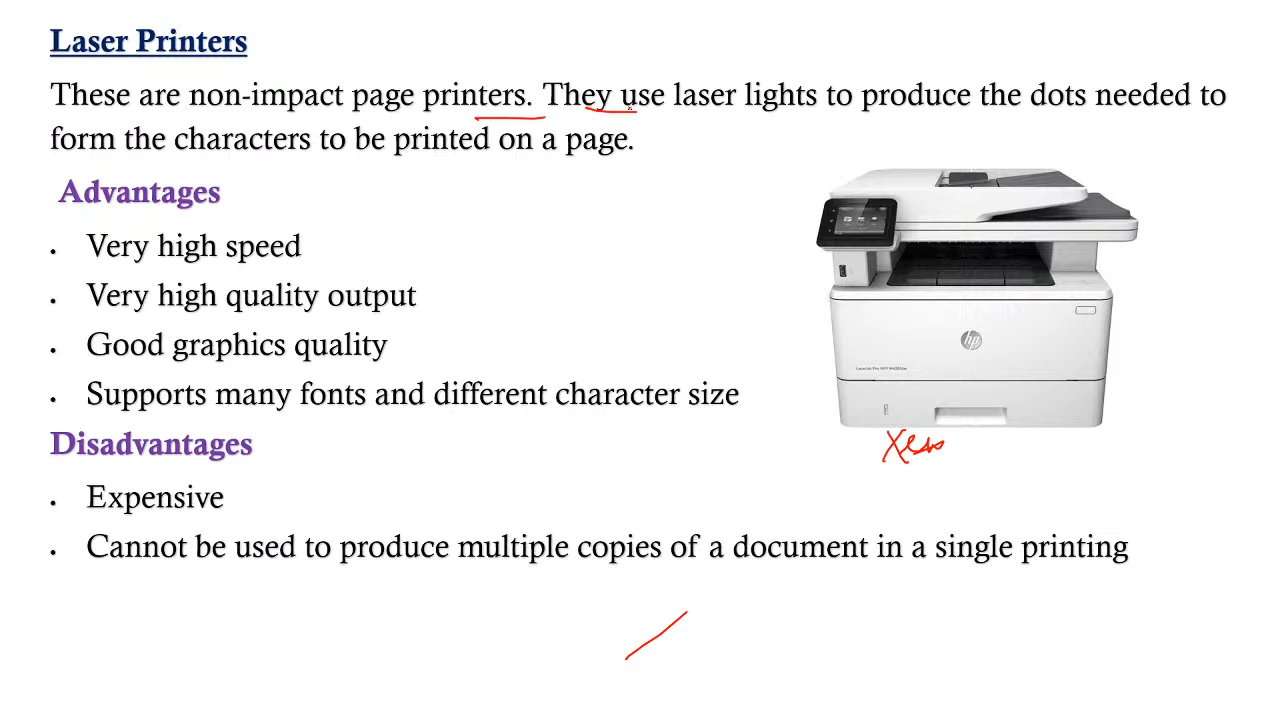 Laser Printers
These are non-impact page printers. They use laser lights to produce the dots needed to
form the characters to be printed on a page.
Advantages
• Very high speed
• Very high quality output
• Good graphics quality
• Supports many fonts and different character size
hp
Disadvantages
• Expensive
• Cannot be used to produce multiple copies of a document in a single printing